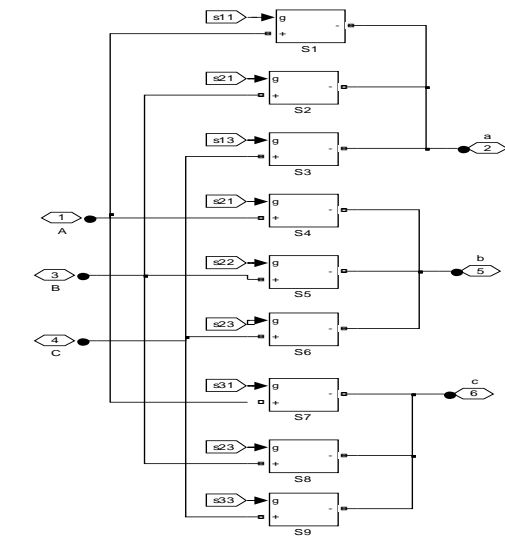 s11 g - +
S1
s21 g - +
S2
a
s13 g - + 2
S3
s21 g - +
1
A
S4
b
s22 g - + 5
3
B
S5
s23 g - +
4
C
S6
c
s31 g - + 6
S7
s23 g - +
S8
s33 g - +
S9